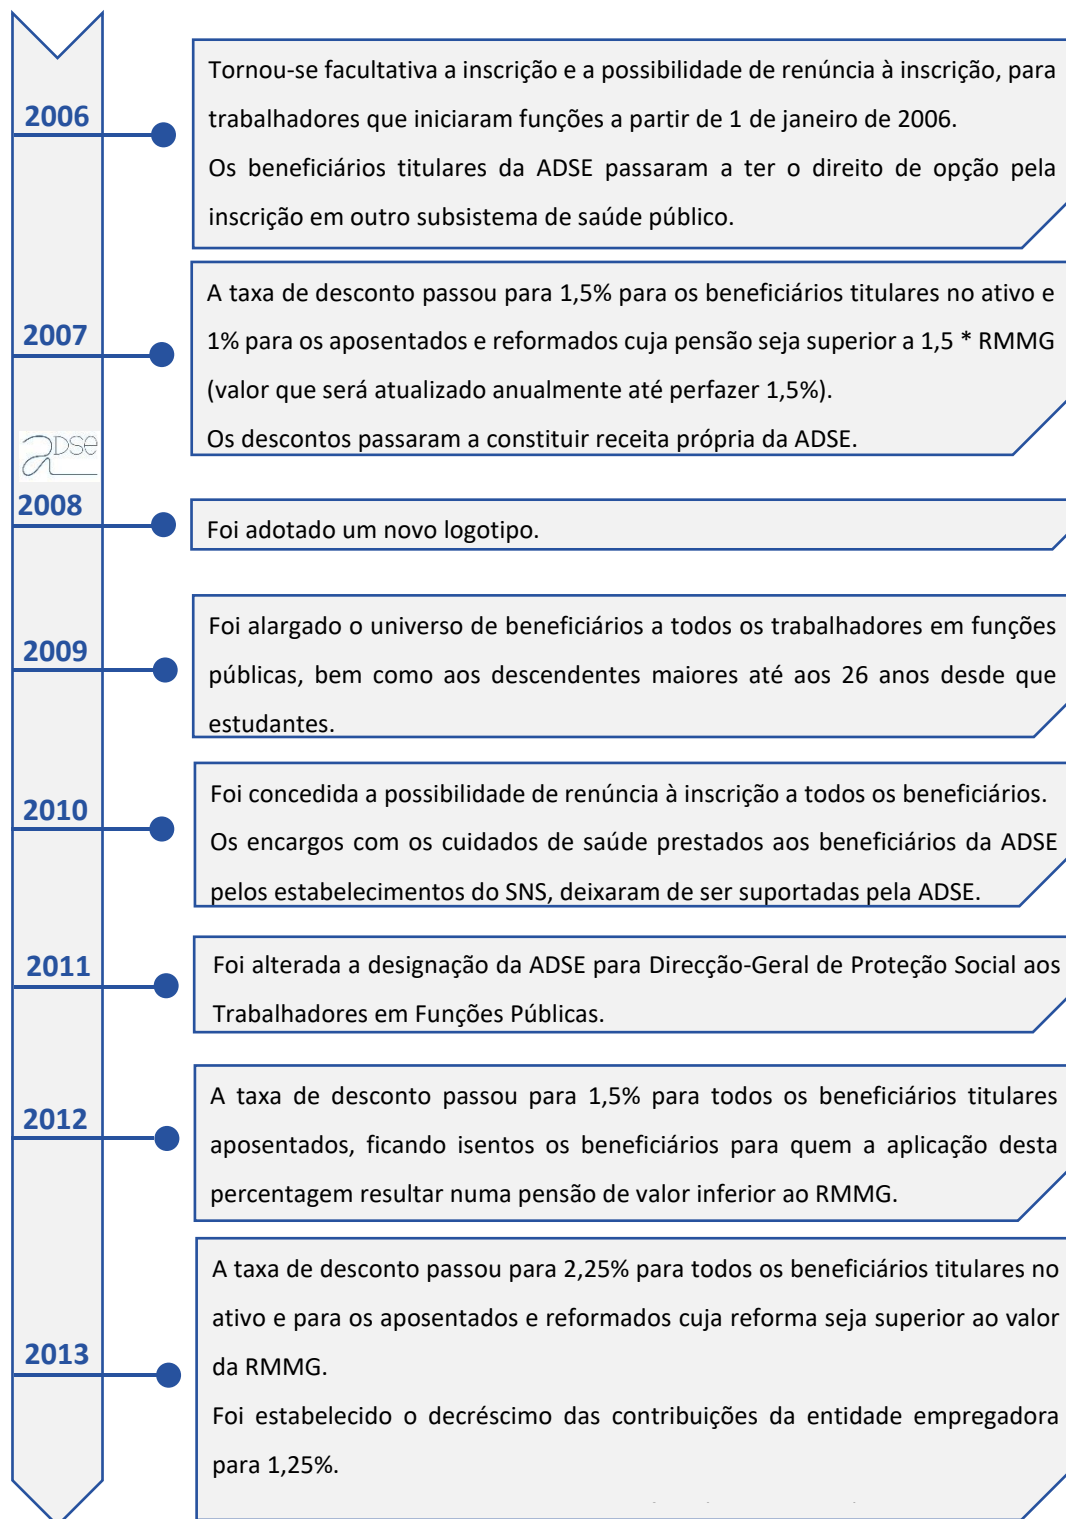 2006
Tornou-se facultativa a inscrição e a possibilidade de renúncia à inscrição, para
trabalhadores que iniciaram funções a partir de 1 de janeiro de 2006.
Os beneficiários titulares da ADSE passaram a ter o direito de opção pela
inscrição em outro subsistema de saúde público.
2007
A taxa de desconto passou para 1,5% para os beneficiários titulares no ativo e
1% para os aposentados e reformados cuja pensão seja superior a 1,5 * RMMG
(valor que será atualizado anualmente até perfazer 1,5%).
Os descontos passaram a constituir receita própria da ADSE.
aDSe
2008
Foi adotado um novo logotipo.
2009
Foi alargado o universo de beneficiários a todos os trabalhadores em funções
públicas, bem como aos descendentes maiores até aos 26 anos desde que
estudantes.
2010
Foi concedida a possibilidade de renúncia à inscrição a todos os beneficiários.
Os encargos com os cuidados de saúde prestados aos beneficiários da ADSE
pelos estabelecimentos do SNS, deixaram de ser suportadas pela ADSE.
2011
Foi alterada a designação da ADSE para Direcção-Geral de Proteção Social aos
Trabalhadores em Funções Públicas.
2012
A taxa de desconto passou para 1,5% para todos os beneficiários titulares
aposentados, ficando isentos os beneficiários para quem a aplicação desta
percentagem resultar numa pensão de valor inferior ao RMMG.
2013
A taxa de desconto passou para 2,25% para todos os beneficiários titulares no
ativo e para os aposentados e reformados cuja reforma seja superior ao valor
da RMMG.
Foi estabelecido o decréscimo das contribuições da entidade empregadora
para 1,25%.